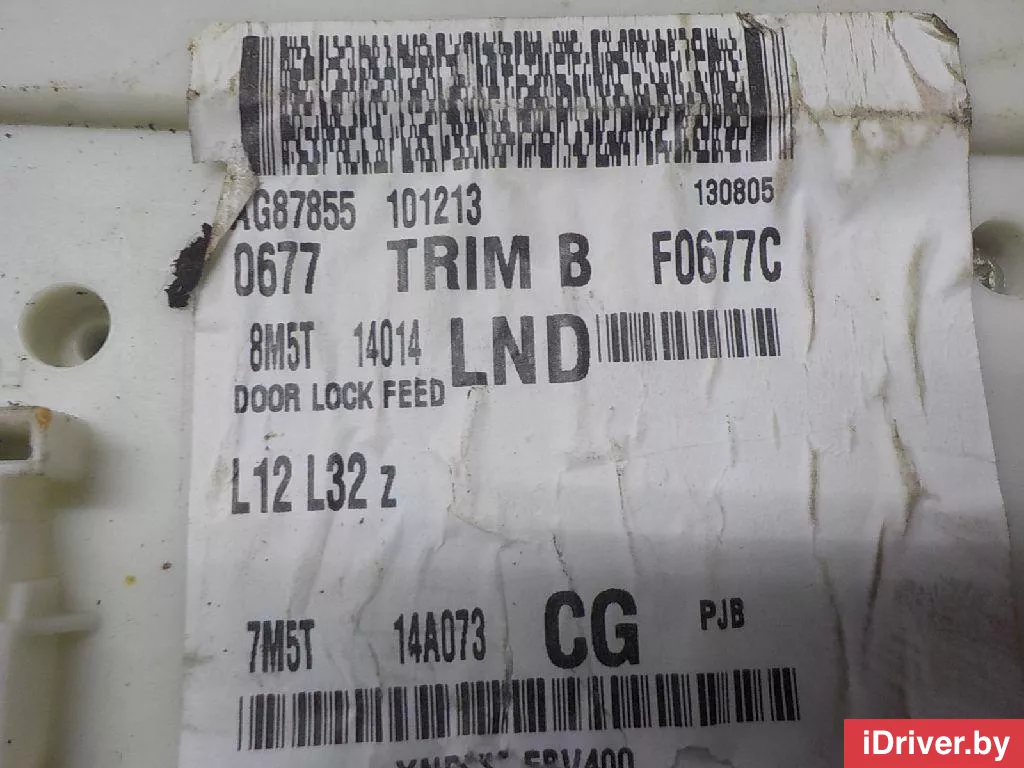 G87855 101213 130805
0677 TRIM B F0677C
8M5T 14014 LND
DOOR LOCK FEED
L12 L32 z
7M5T 14A073 CG PJB
iDriver.by